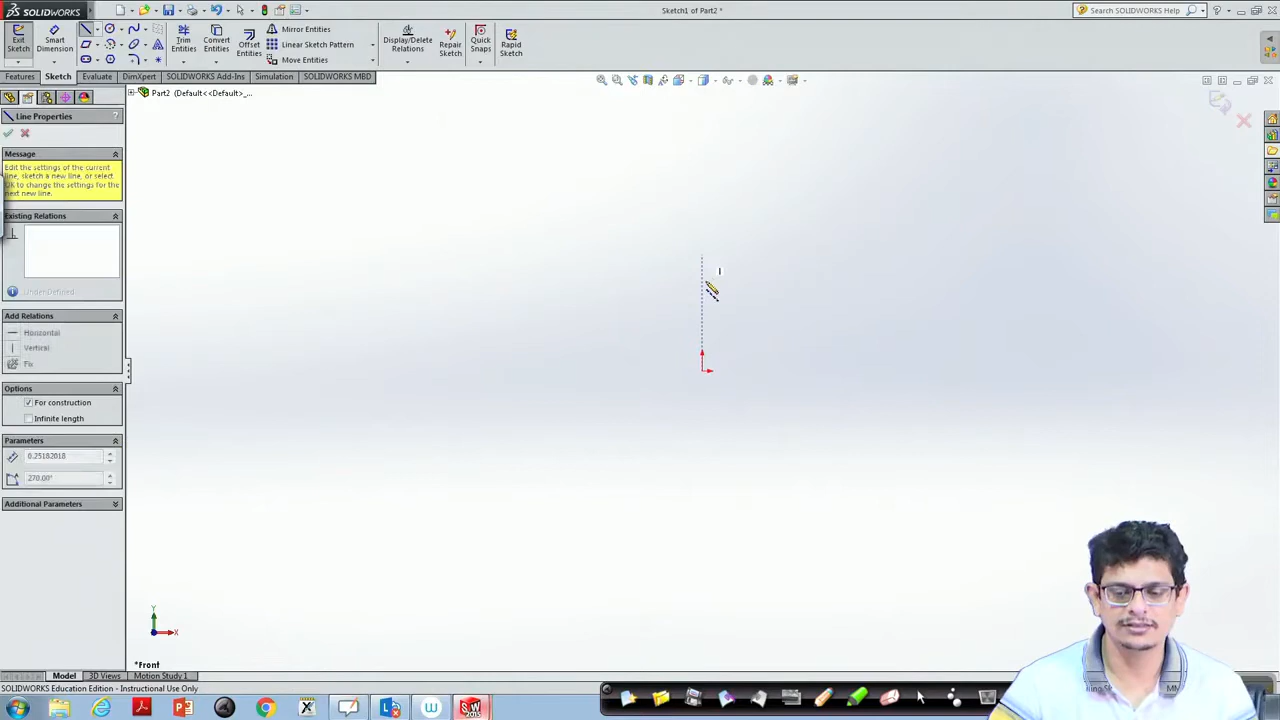 SOLIDWORKS
Sketch1 of Part2 *
Search SOLIDWORKS Help
Exit Sketch
Smart Dimension
Trim Entities
Convert Entities
Offset Entities
Mirror Entities
Linear Sketch Pattern
Move Entities
Display/Delete Relations
Repair Sketch
Quick Snaps
Rapid Sketch
Features
Sketch
Evaluate
DimXpert
SOLIDWORKS Add-Ins
Simulation
SOLIDWORKS MBD
Part2 (Default<<Default>_...
Line Properties
Message
Edit the settings of the current
line, sketch a new line, or select
OK to change the settings for the
next new line.
Existing Relations
Under Defined
Add Relations
Horizontal
Vertical
Fix
Options
For construction
Infinite length
Parameters
0.25182018
270.00°
Additional Parameters
Y
X
*Front
Model
3D Views
Motion Study 1
SOLIDWORKS Education Edition - Instructional Use Only